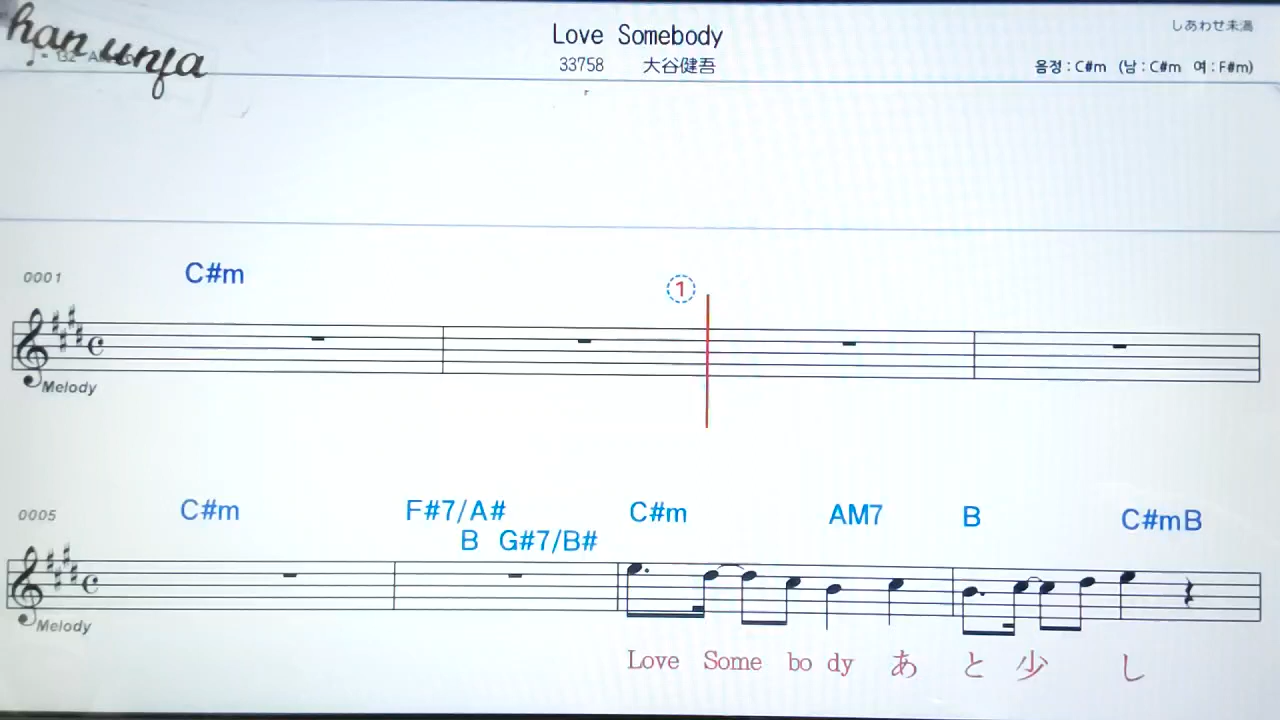 han unfa
Love Somebody
しあわせ未満
33758 大谷健吾
음정 : C#m (남 : C#m 여 : F#m)
0001 C#m ①
Melody
0005 C#m F#7/A# C#m AM7 B C#mB
B G#7/B#
Melody
Love Some bo dy あ と 少 し